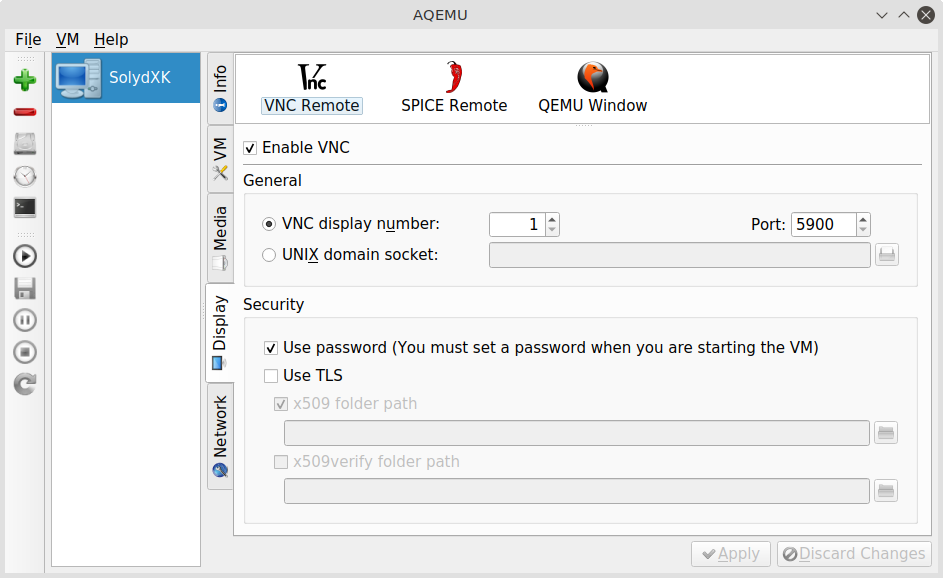 AQEMU
File VM Help
SolydXK
Info
VM
Media
Display
Network
Vnc
VNC Remote SPICE Remote QEMU Window
Enable VNC
General
VNC display number: 1 Port: 5900
UNIX domain socket:
Security
Use password (You must set a password when you are starting the VM)
Use TLS
x509 folder path
x509verify folder path
Apply Discard Changes